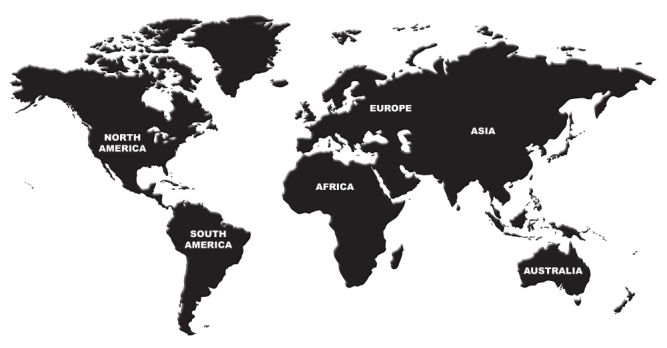 NORTH
AMERICA
EUROPE
ASIA
AFRICA
SOUTH
AMERICA
AUSTRALIA